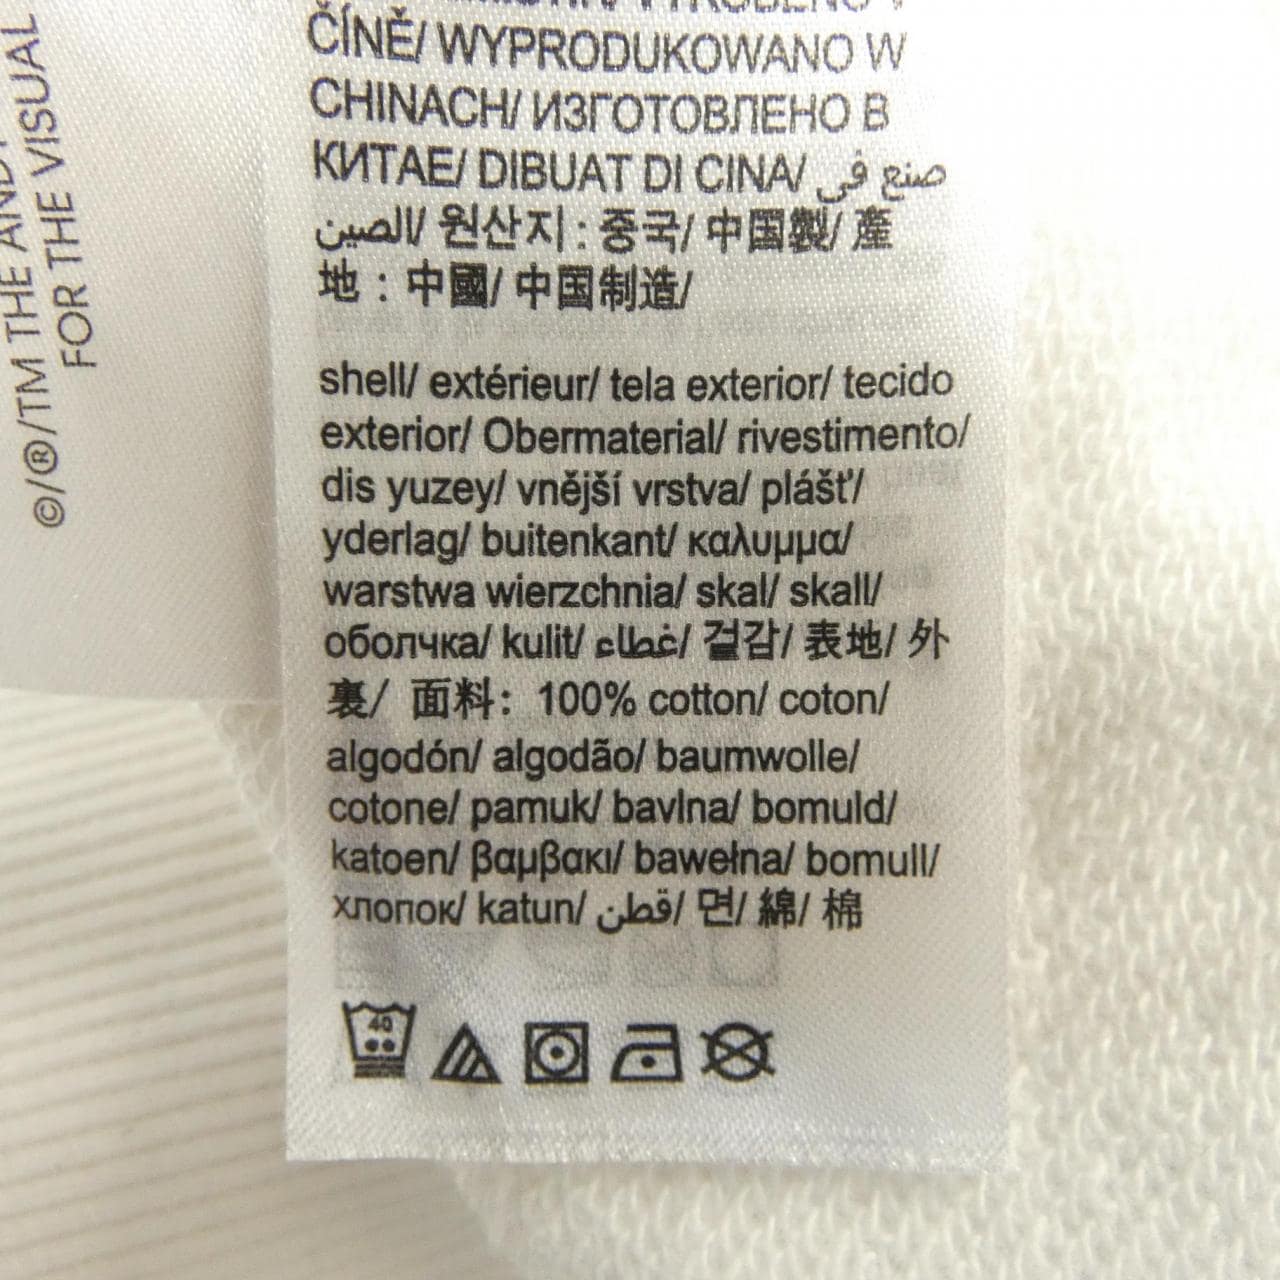 ©/®/TM THE
FOR THE VISUAL
ČÍNĚ/ WYPRODUKOWANO W
CHINACH/ ИЗГОТОВЛЕНО В
КИТАЕ/ DIBUAT DI CINA/ صنع في
الصين/ 원산지 : 중국/ 中国製/ 產
地 : 中國/ 中国制造/
shell/ extérieur/ tela exterior/ tecido
exterior/ Obermaterial/ rivestimento/
dis yuzey/ vnější vrstva/ plášť/
yderlag/ buitenkant/ καλυμμα/
warstwa wierzchnia/ skal/ skall/
оболчка/ kulit/ غطاء/ 겉감/ 表地/ 外
裏/ 面料: 100% cotton/ coton/
algodón/ algodão/ baumwolle/
cotone/ pamuk/ bavlna/ bomuld/
katoen/ βαμβακι/ bawełna/ bomull/
хлопок/ katun/ قطن/ 면/ 綿/ 棉
40